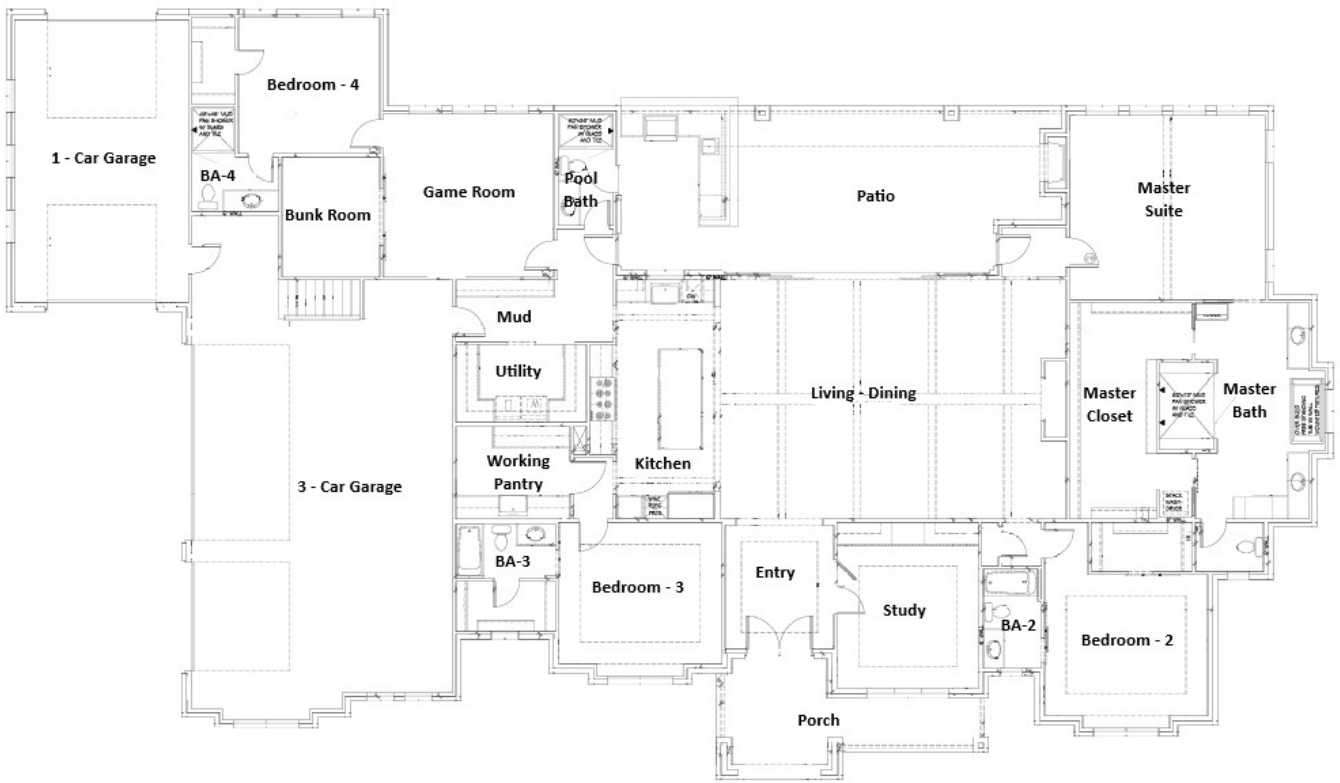 Bedroom - 4
1 - Car Garage
BA-4
Bunk Room
Game Room
Pool
Bath
Patio
Master
Suite
Mud
Utility
Living - Dining
Master
Closet
Master
Bath
Working
Pantry
Kitchen
3 - Car Garage
BA-3
Bedroom - 3
Entry
Study
BA-2
Bedroom - 2
Porch